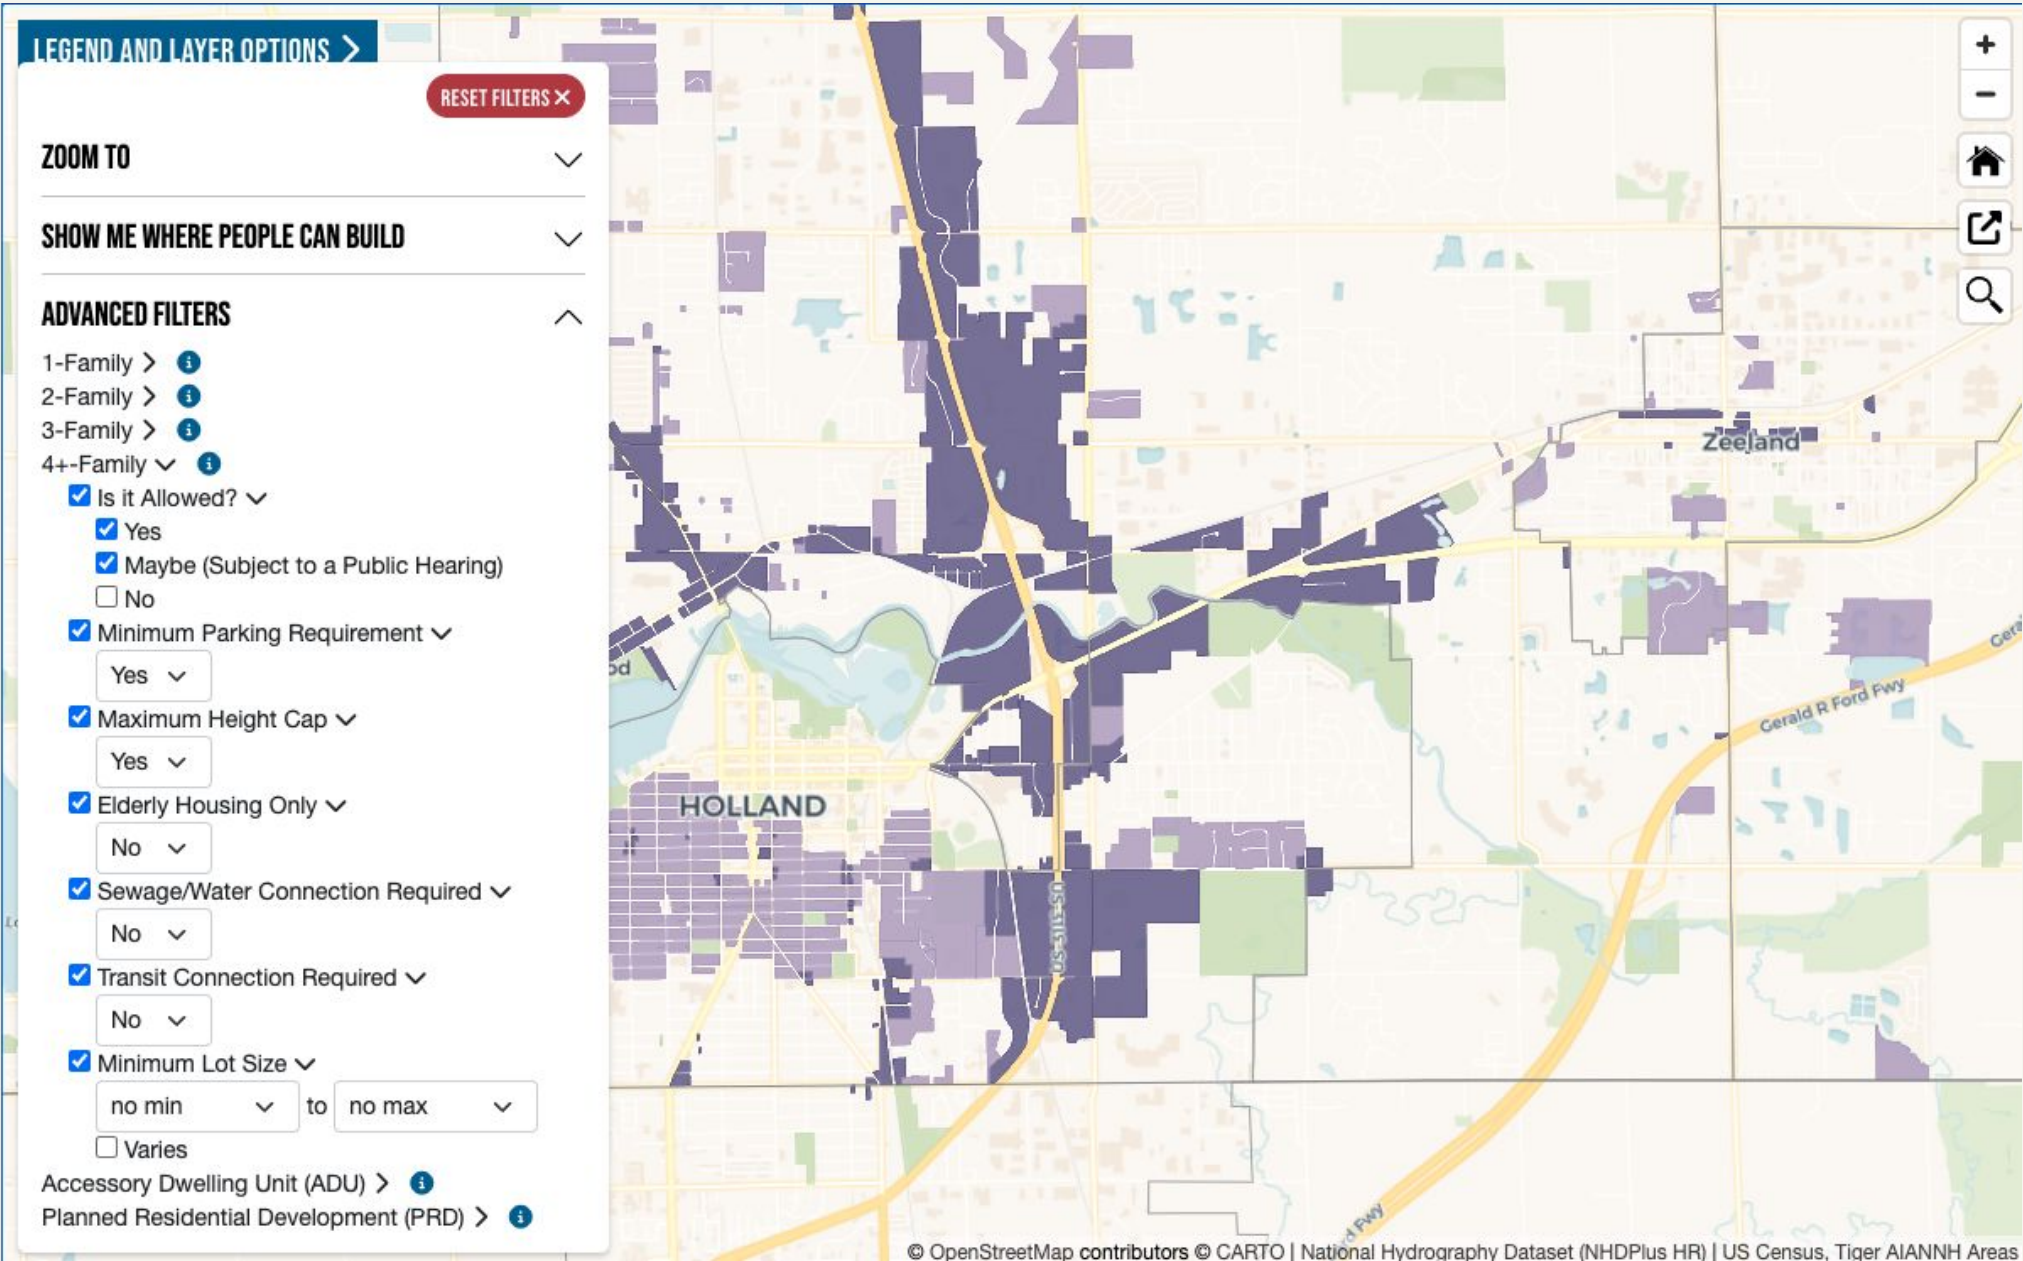 LEGEND AND LAYER OPTIONS
RESET FILTERS ✕
ZOOM TO
SHOW ME WHERE PEOPLE CAN BUILD
ADVANCED FILTERS
1-Family
2-Family
3-Family
4+-Family
Is it Allowed?
Yes
Maybe (Subject to a Public Hearing)
No
Minimum Parking Requirement
Yes
Maximum Height Cap
Yes
Elderly Housing Only
No
Sewage/Water Connection Required
No
Transit Connection Required
No
Minimum Lot Size
no min to no max
Varies
Accessory Dwelling Unit (ADU)
Planned Residential Development (PRD)
Zeeland
od
HOLLAND
Gerald R Ford Fwy
Gera
rd Fwy
© OpenStreetMap contributors © CARTO | National Hydrography Dataset (NHDPlus HR) | US Census, Tiger AIANNH Areas